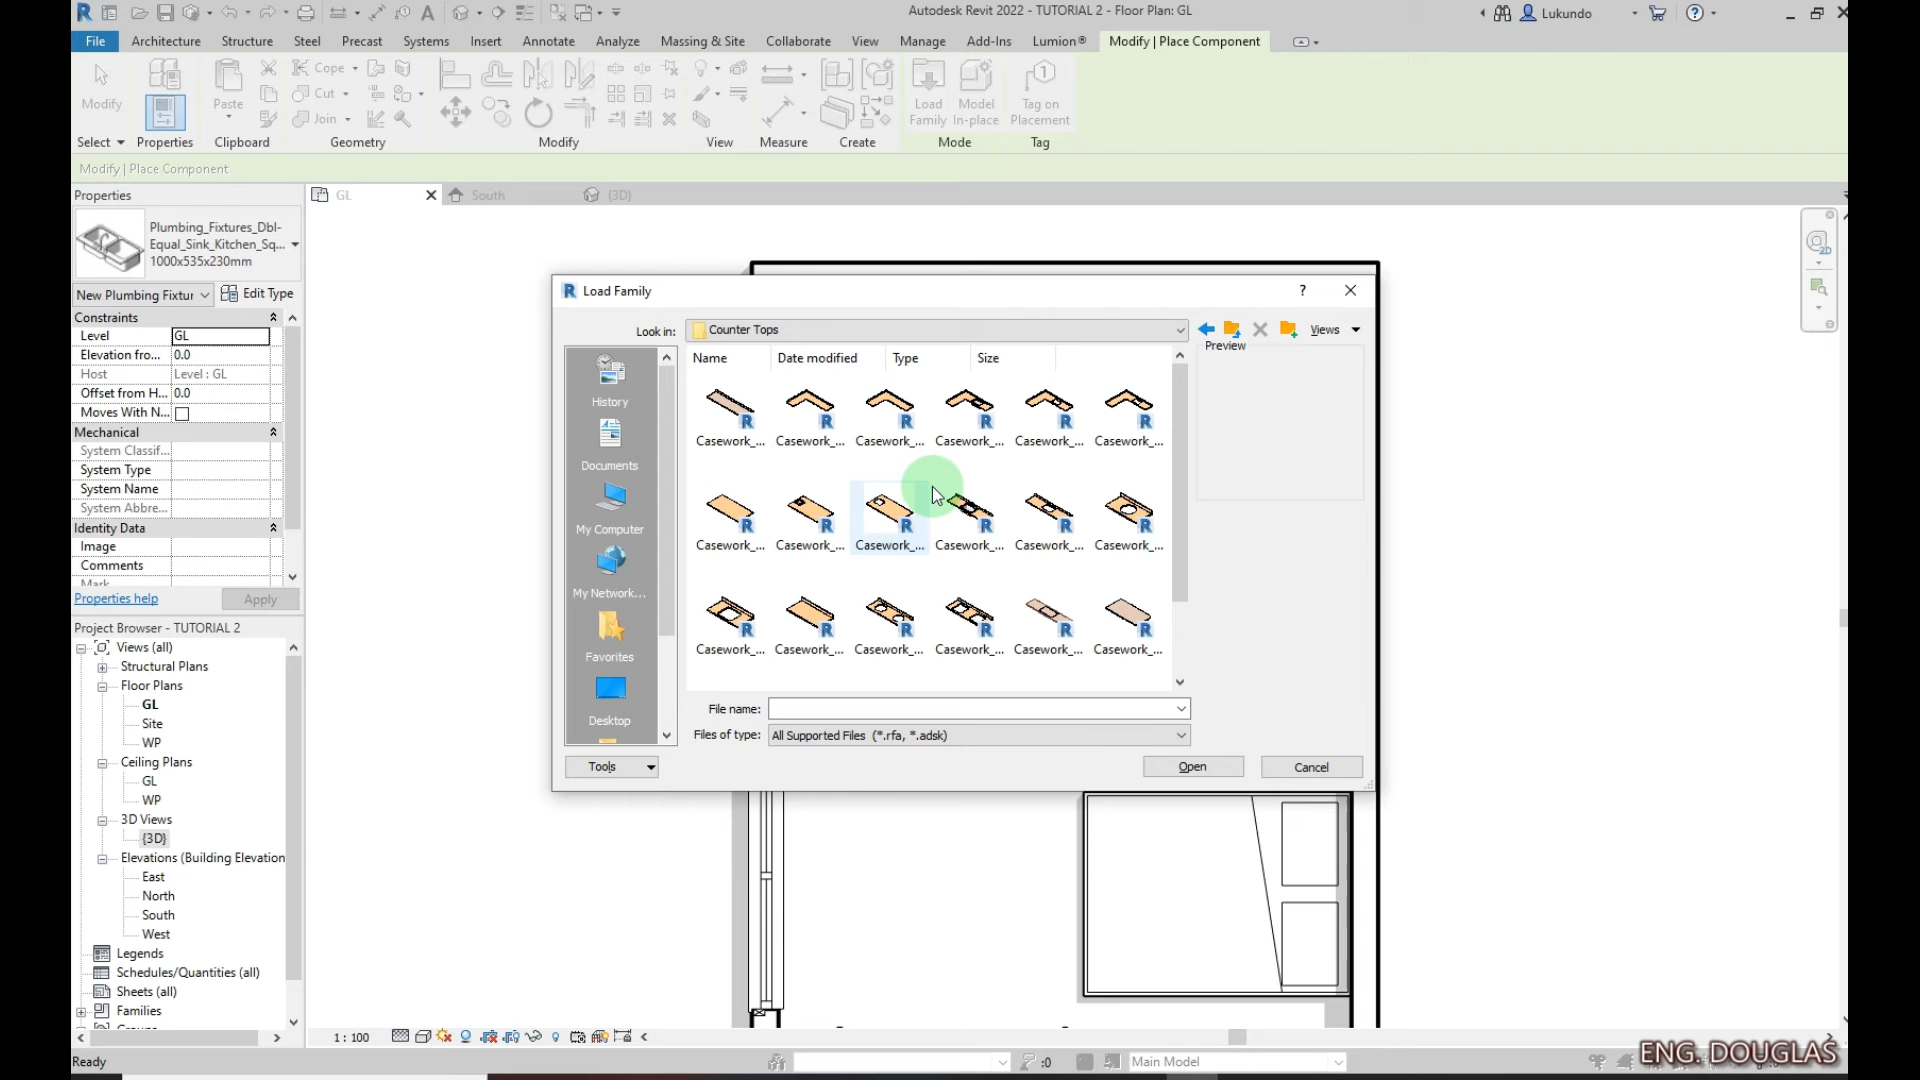 Autodesk Revit 2022 - TUTORIAL 2 - Floor Plan: GL
Lukundo
File Architecture Structure Steel Precast Systems Insert Annotate Analyze Massing & Site Collaborate View Manage Add-Ins Lumion® Modify | Place Component
Modify
Paste
Cope
Cut
Join
Load Family
Model In-place
Tag on Placement
Select Properties Clipboard Geometry Modify View Measure Create Mode Tag
Modify | Place Component
Properties
GL
South
{3D}
Plumbing_Fixtures_Dbl-
Equal_Sink_Kitchen_Sq...
1000x535x230mm
New Plumbing Fixtur
Edit Type
Constraints
Level GL
Elevation fro... 0.0
Host Level : GL
Offset from H... 0.0
Moves With N...
Mechanical
System Classif...
System Type
System Name
System Abbre...
Identity Data
Image
Comments
Mark
Properties help
Apply
Project Browser - TUTORIAL 2
Views (all)
Structural Plans
Floor Plans
GL
Site
WP
Ceiling Plans
GL
WP
3D Views
{3D}
Elevations (Building Elevation
East
North
South
West
Legends
Schedules/Quantities (all)
Sheets (all)
Families
Load Family
?
Look in: Counter Tops
Views
Preview
Name Date modified Type Size
History
Documents
My Computer
My Network...
Favorites
Desktop
Casework_... Casework_... Casework_... Casework_... Casework_... Casework_...
Casework_... Casework_... Casework_... Casework_... Casework_... Casework_...
Casework_... Casework_... Casework_... Casework_... Casework_... Casework_...
File name:
Files of type: All Supported Files (*.rfa, *.adsk)
Tools
Open
Cancel
1 : 100
Ready
:0
Main Model
ENG. DOUGLAS